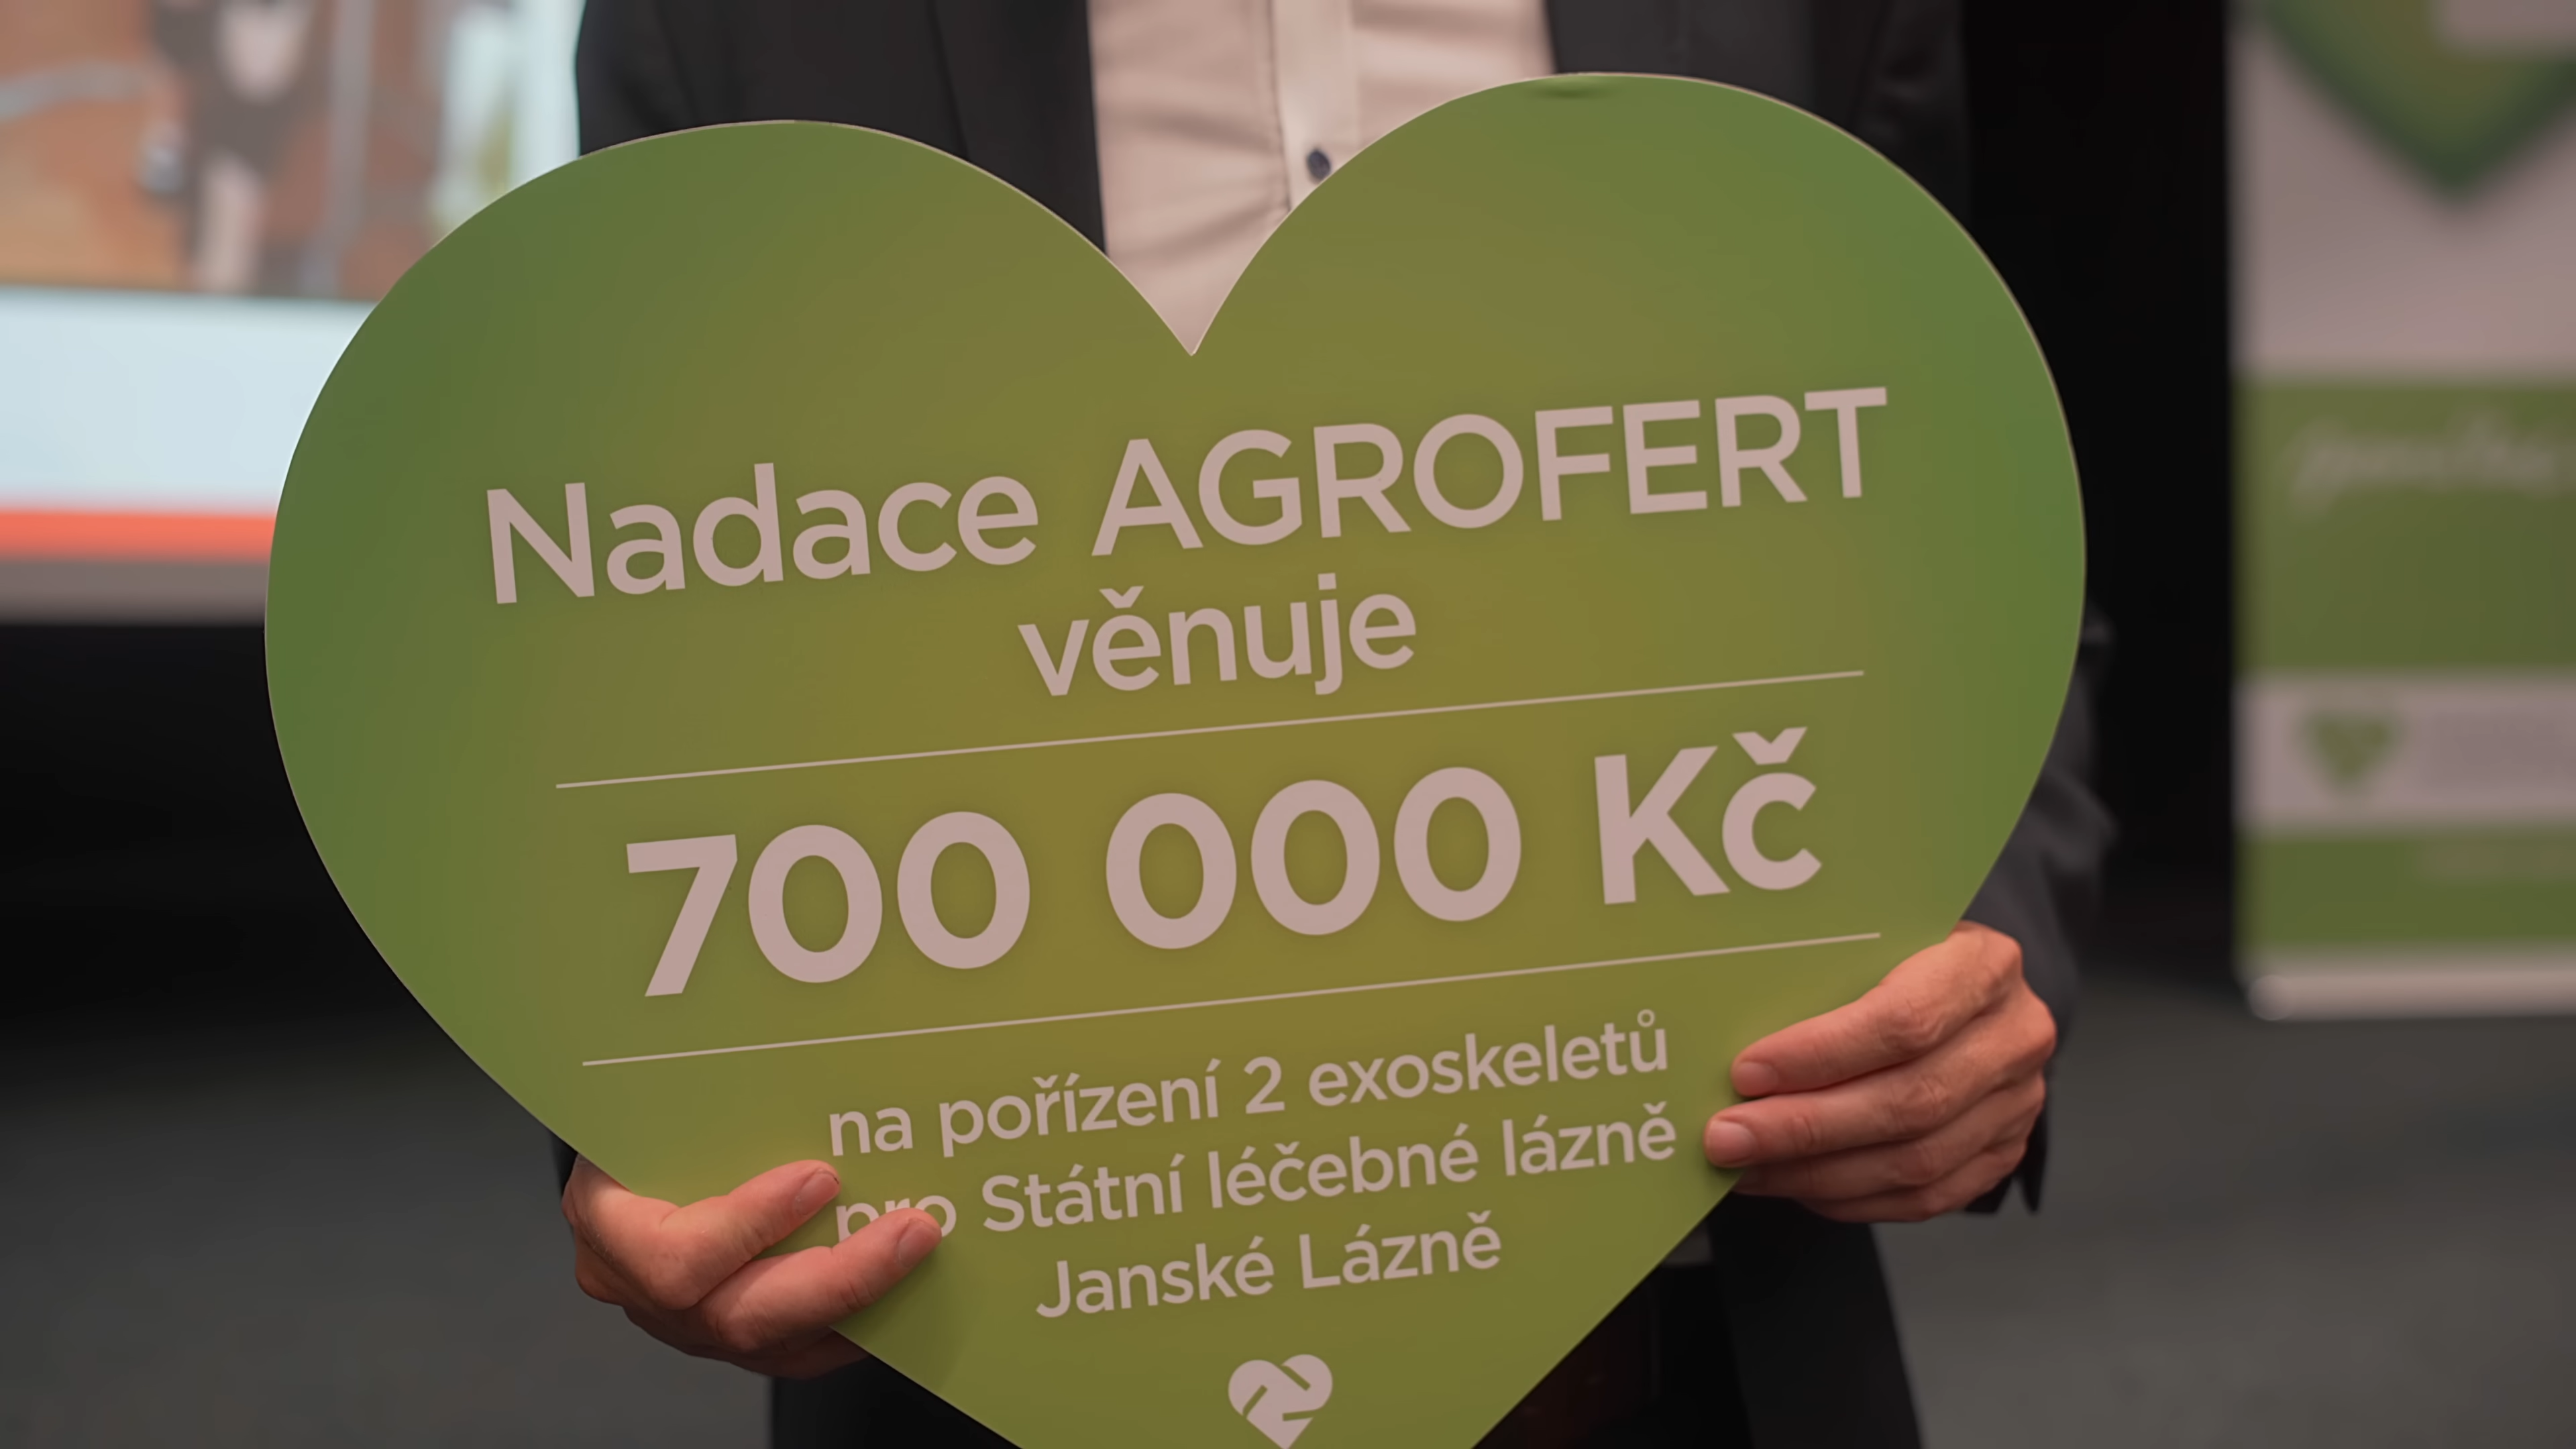 Nadace AGROFERT
věnuje
700 000 Kč
na pořízení 2 exoskeletů
pro Státní léčebné lázně
Janské Lázně